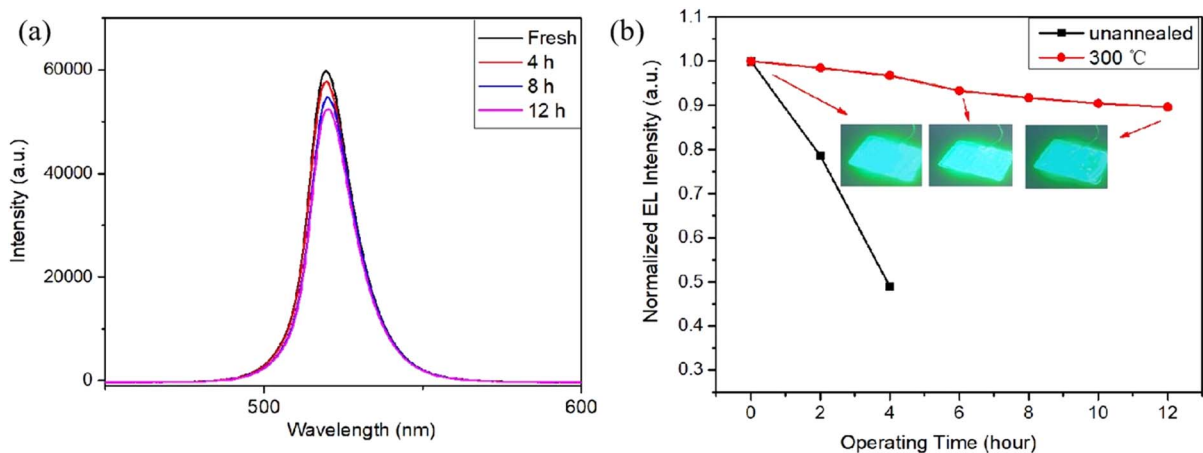 (a)
Fresh
4 h
8 h
12 h
60000
40000
20000
0
Intensity (a.u.)
500
600
Wavelength (nm)
(b)
unannealed
300 ℃
1.1
1.0
0.9
0.8
0.7
0.6
0.5
0.4
0.3
Normalized EL Intensity (a.u.)
0
2
4
6
8
10
12
Operating Time (hour)